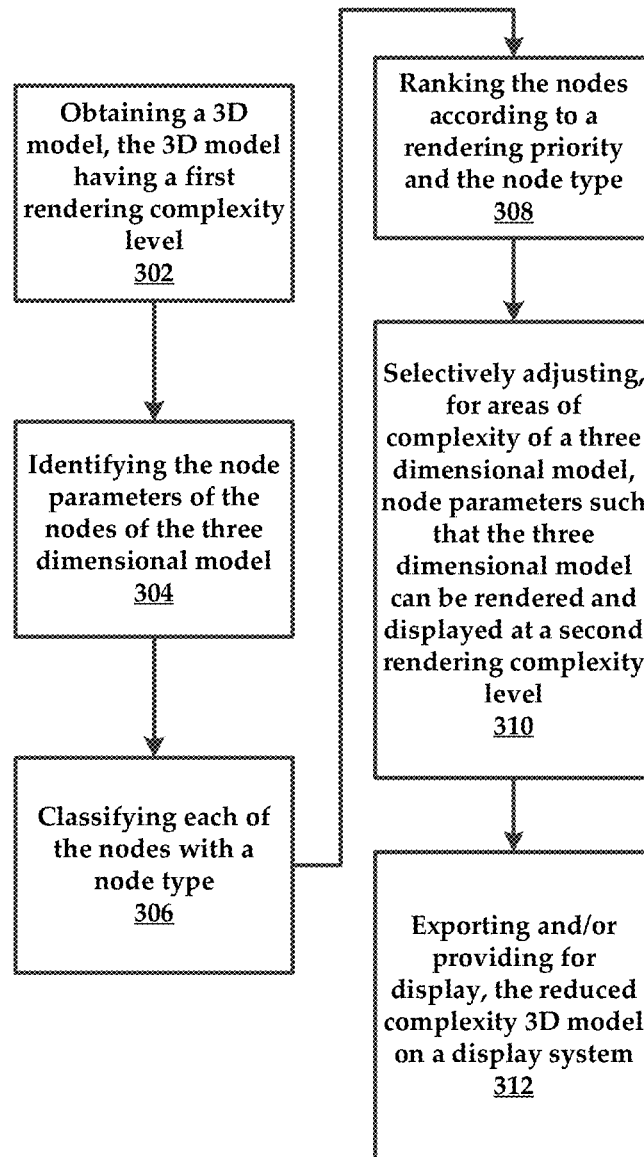 Obtaining a 3D
model, the 3D model
having a first
rendering complexity
level
302
Identifying the node
parameters of the
nodes of the three
dimensional model
304
Classifying each of
the nodes with a
node type
306
Ranking the nodes
according to a
rendering priority
and the node type
308
Selectively adjusting,
for areas of
complexity of a three
dimensional model,
node parameters such
that the three
dimensional model
can be rendered and
displayed at a second
rendering complexity
level
310
Exporting and/or
providing for
display, the reduced
complexity 3D model
on a display system
312